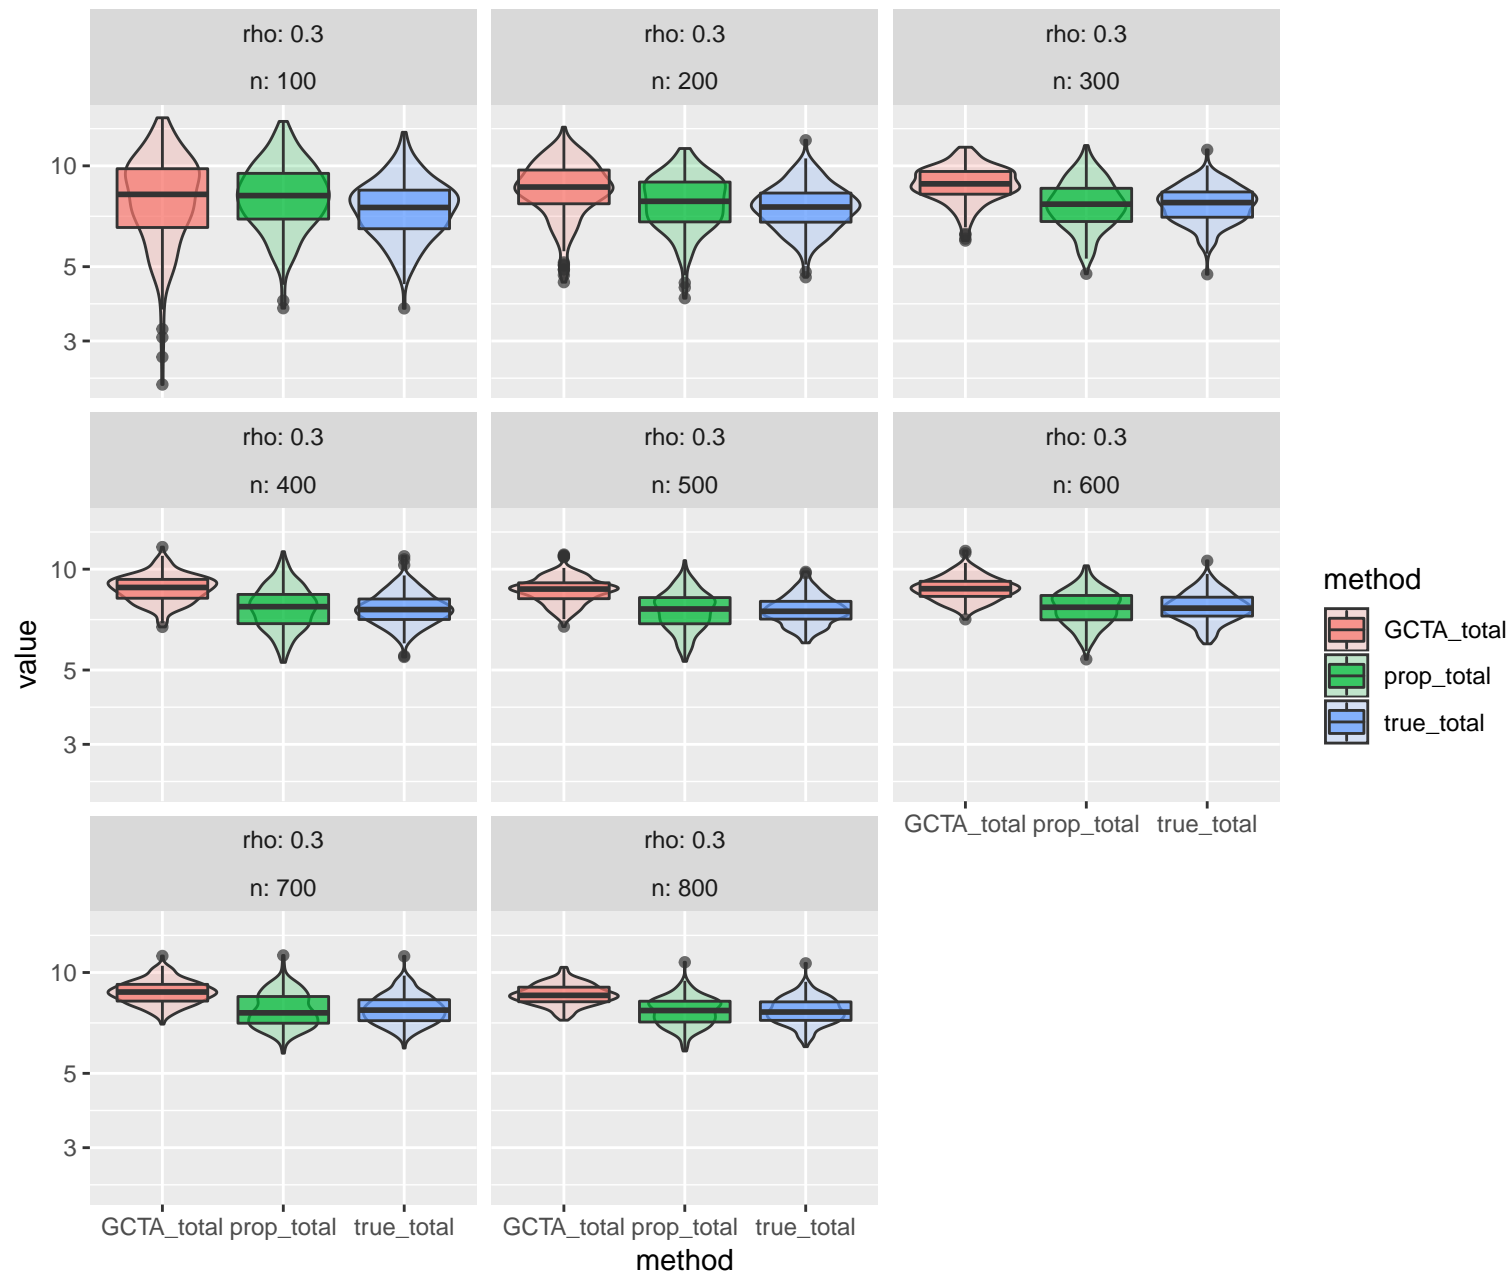 rho: 0.3
n: 100
rho: 0.3
n: 200
rho: 0.3
n: 300
10
5
3
rho: 0.3
n: 400
rho: 0.3
n: 500
rho: 0.3
n: 600
10
5
3
GCTA_total prop_total true_total
rho: 0.3
n: 700
rho: 0.3
n: 800
10
5
3
GCTA_total prop_total true_total
GCTA_total prop_total true_total
method
value
method
GCTA_total
prop_total
true_total